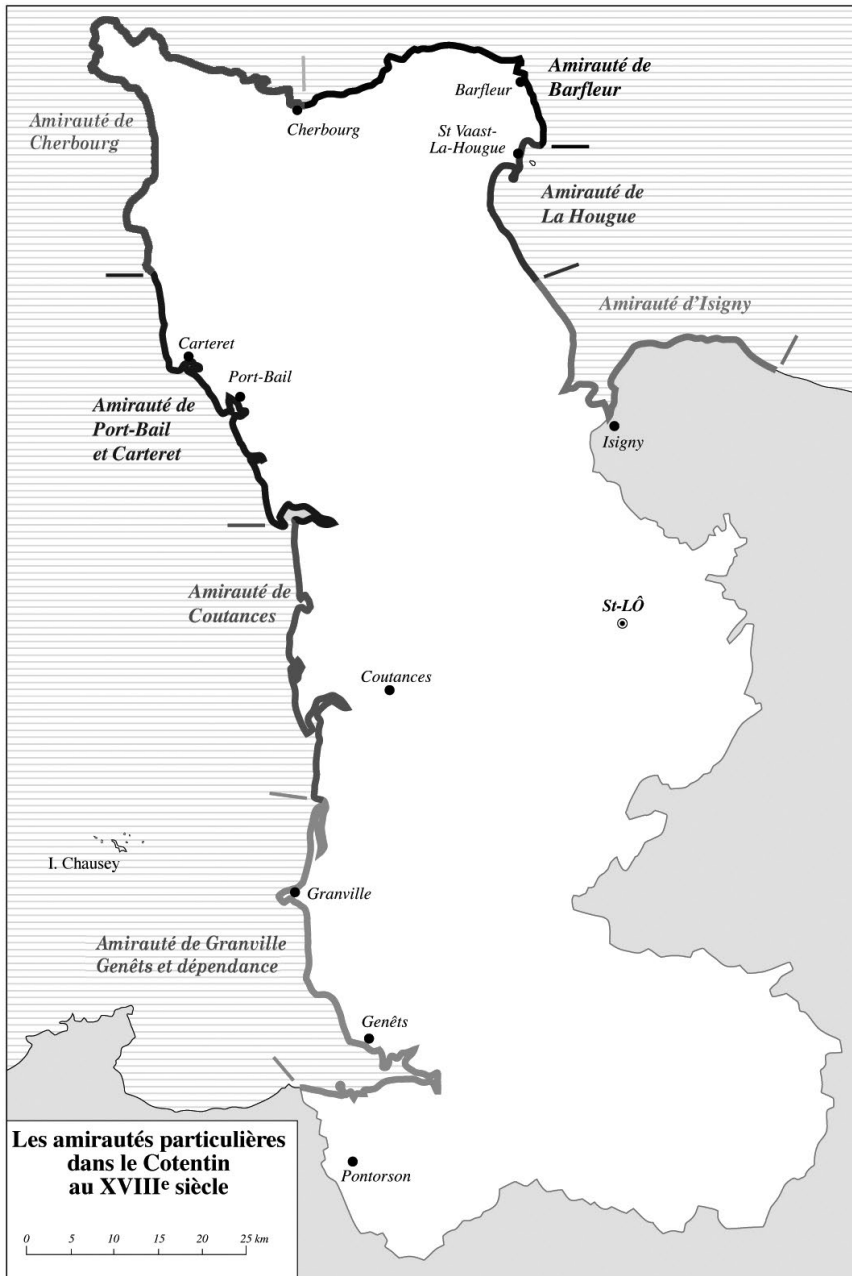 Barfleur
Amirauté de
Barfleur
Amirauté de
Cherbourg
Cherbourg
St Vaast-
La-Hougue
Amirauté de
La Hougue
Amirauté d'Isigny
Carteret
Port-Bail
Amirauté de
Port-Bail
et Carteret
Isigny
Amirauté de
Coutances
St-LÔ
Coutances
I. Chausey
Granville
Amirauté de Granville
Genêts et dépendance
Genêts
Les amirautés particulières
dans le Cotentin
au XVIIIe siècle
Pontorson
0 5 10 15 20 25 km